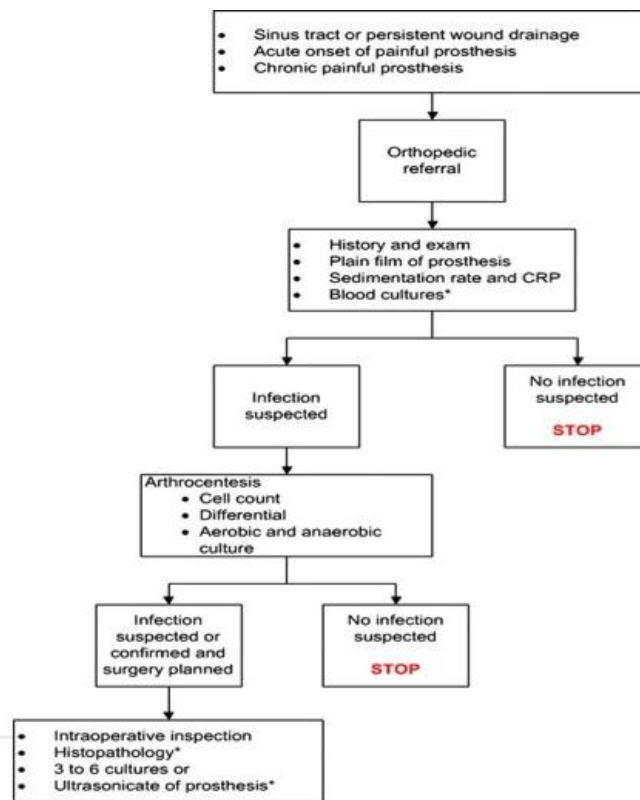 • Sinus tract or persistent wound drainage
• Acute onset of painful prosthesis
• Chronic painful prosthesis
Orthopedic
referral
• History and exam
• Plain film of prosthesis
• Sedimentation rate and CRP
• Blood cultures*
Infection
suspected
No infection
suspected
STOP
Arthrocentesis
• Cell count
• Differential
• Aerobic and anaerobic
culture
Infection
suspected or
confirmed and
surgery planned
No infection
suspected
STOP
• Intraoperative inspection
• Histopathology*
• 3 to 6 cultures or
• Ultrasonicate of prosthesis*